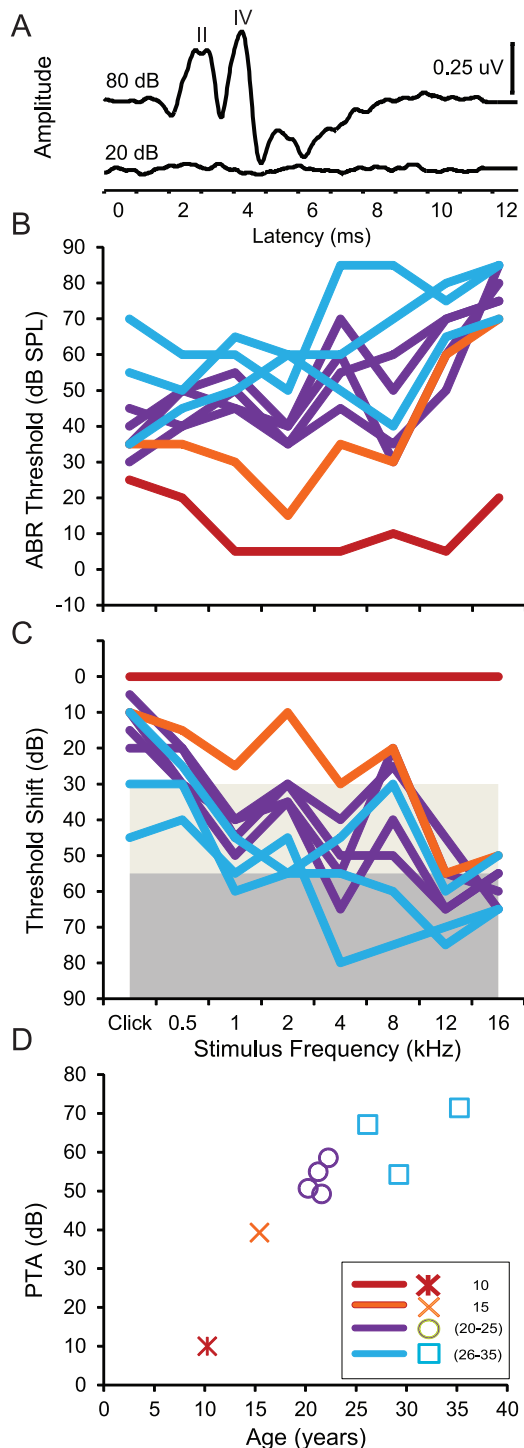 A
II
IV
80 dB
0.25 uV
Amplitude
20 dB
0 2 4 6 8 10 12
Latency (ms)
B
90
80
70
60
50
40
30
20
10
0
-10
ABR Threshold (dB SPL)
C
0
10
20
30
40
50
60
70
80
90
Threshold Shift (dB)
Click 0.5 1 2 4 8 12 16
Stimulus Frequency (kHz)
D
80
70
60
50
40
30
20
10
0
PTA (dB)
10
15
(20-25)
(26-35)
0 5 10 15 20 25 30 35 40
Age (years)